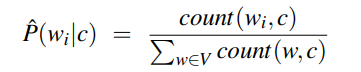 P̂(wᵢ|c) = count(wᵢ,c) / ∑w∈V count(w,c)